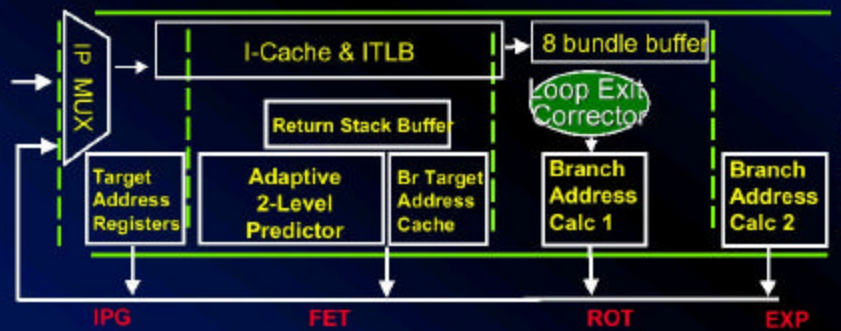 IP MUX
I-Cache & ITLB
8 bundle buffer
Loop Exit
Corrector
Return Stack Buffer
Target
Address
Registers
Adaptive
2-Level
Predictor
Br Target
Address
Cache
Branch
Address
Calc 1
Branch
Address
Calc 2
IPG
FET
ROT
EXP